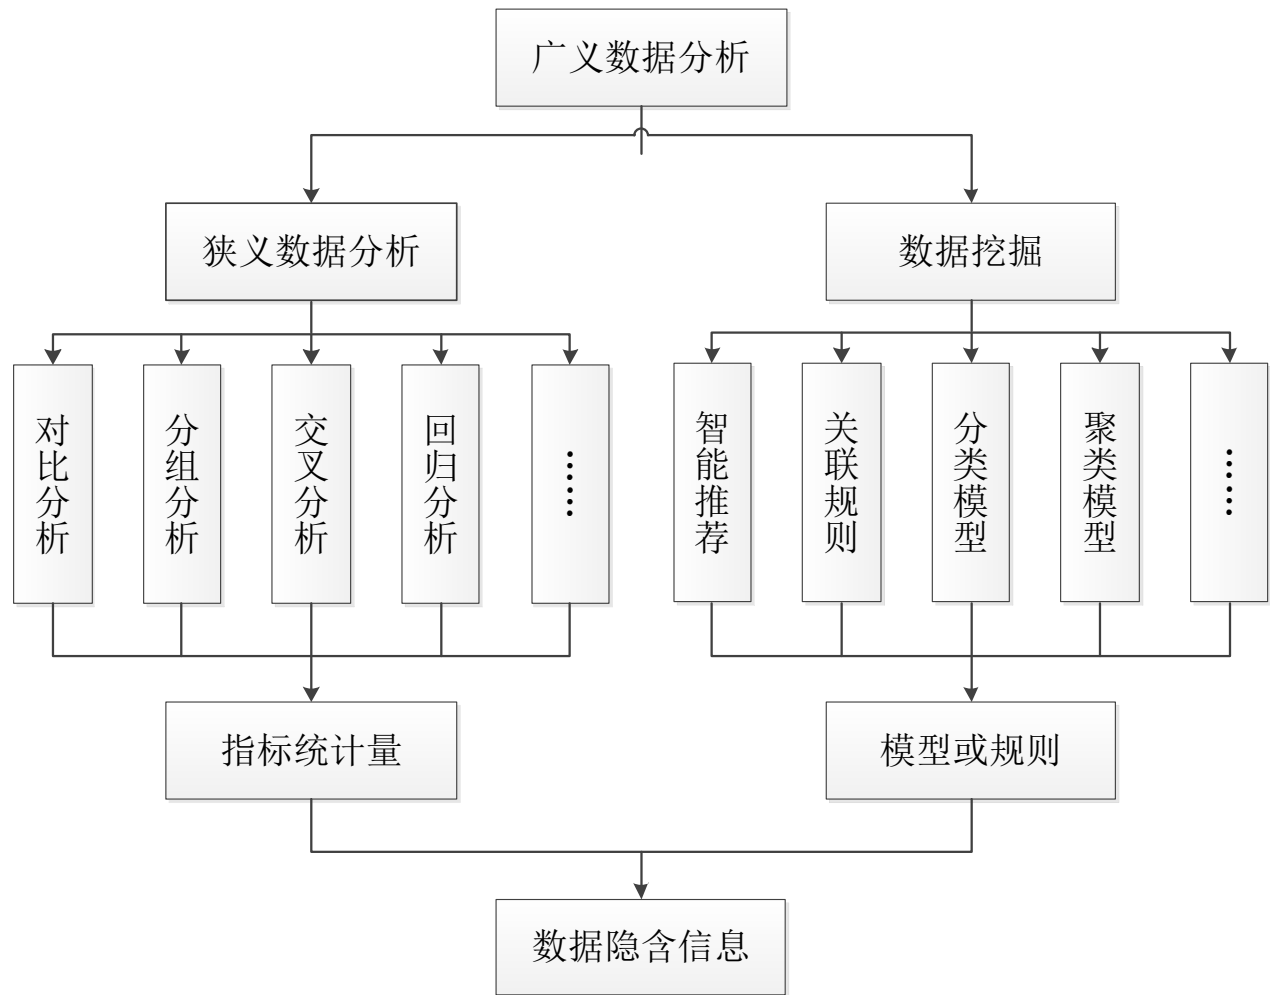 广义数据分析
狭义数据分析
数据挖掘
对比分析
分组分析
交叉分析
回归分析
……
智能推荐
关联规则
分类模型
聚类模型
……
指标统计量
模型或规则
数据隐含信息